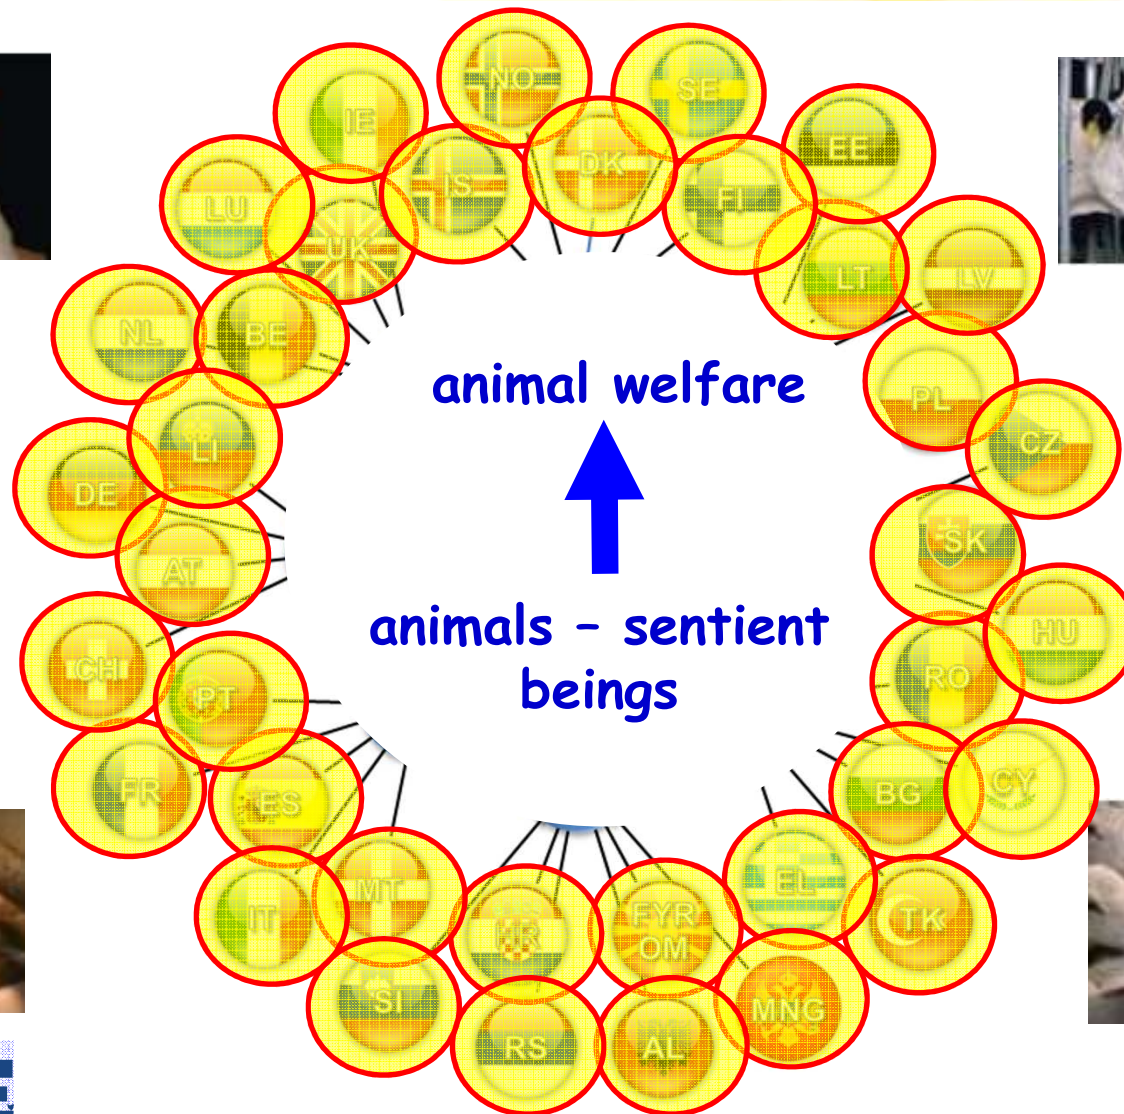 NO
SE
IE
DK
EE
IS
FI
LU
UK
LT
LV
NL
BE
animal welfare
PL
CZ
LI
DE
SK
AT
animals – sentient
beings
HU
CH
RO
PT
FR
ES
BG
CY
MT
EL
IT
HR
FYR
OM
TK
SI
MNG
RS
AL